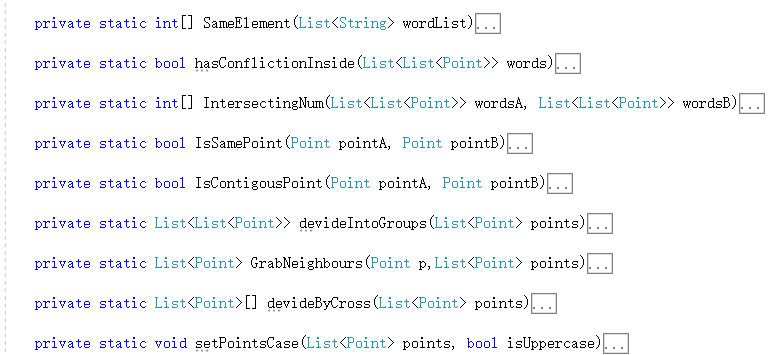 private static int[] SameElement(List<String> wordList)...
private static bool hasConflictionInside(List<List<Point>> words)...
private static int[] IntersectingNum(List<List<Point>> wordsA, List<List<Point>> wordsB)...
private static bool IsSamePoint(Point pointA, Point pointB)...
private static bool IsContigousPoint(Point pointA, Point pointB)...
private static List<List<Point>> devideIntoGroups(List<Point> points)...
private static List<Point> GrabNeighbours(Point p,List<Point> points)...
private static List<Point>[] devideByCross(List<Point> points)...
private static void setPointsCase(List<Point> points, bool isUppercase)...